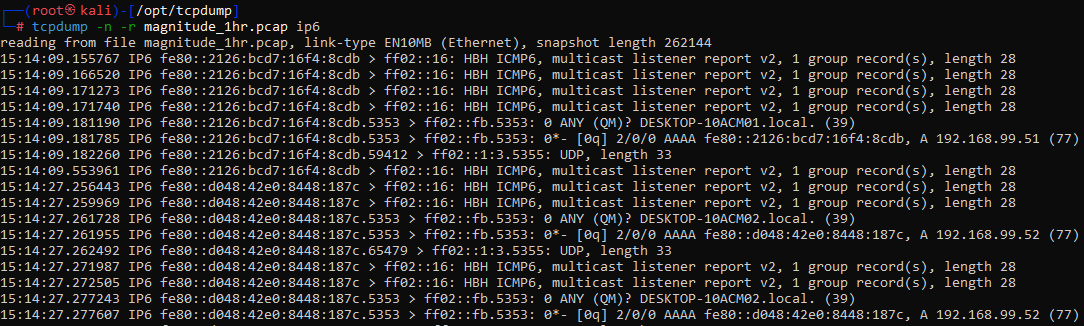 ┌──(root㉿kali)-[/opt/tcpdump]
└─# tcpdump -n -r magnitude_1hr.pcap ip6
reading from file magnitude_1hr.pcap, link-type EN10MB (Ethernet), snapshot length 262144
15:14:09.155767 IP6 fe80::2126:bcd7:16f4:8cdb > ff02::16: HBH ICMP6, multicast listener report v2, 1 group record(s), length 28
15:14:09.166520 IP6 fe80::2126:bcd7:16f4:8cdb > ff02::16: HBH ICMP6, multicast listener report v2, 1 group record(s), length 28
15:14:09.171273 IP6 fe80::2126:bcd7:16f4:8cdb > ff02::16: HBH ICMP6, multicast listener report v2, 1 group record(s), length 28
15:14:09.171740 IP6 fe80::2126:bcd7:16f4:8cdb > ff02::16: HBH ICMP6, multicast listener report v2, 1 group record(s), length 28
15:14:09.181190 IP6 fe80::2126:bcd7:16f4:8cdb.5353 > ff02::fb.5353: 0 ANY (QM)? DESKTOP-10ACM01.local. (39)
15:14:09.181785 IP6 fe80::2126:bcd7:16f4:8cdb.5353 > ff02::fb.5353: 0*- [0q] 2/0/0 AAAA fe80::2126:bcd7:16f4:8cdb, A 192.168.99.51 (77)
15:14:09.182260 IP6 fe80::2126:bcd7:16f4:8cdb.59412 > ff02::1:3.5355: UDP, length 33
15:14:09.553961 IP6 fe80::2126:bcd7:16f4:8cdb > ff02::16: HBH ICMP6, multicast listener report v2, 1 group record(s), length 28
15:14:27.256443 IP6 fe80::d048:42e0:8448:187c > ff02::16: HBH ICMP6, multicast listener report v2, 1 group record(s), length 28
15:14:27.259969 IP6 fe80::d048:42e0:8448:187c > ff02::16: HBH ICMP6, multicast listener report v2, 1 group record(s), length 28
15:14:27.261728 IP6 fe80::d048:42e0:8448:187c.5353 > ff02::fb.5353: 0 ANY (QM)? DESKTOP-10ACM02.local. (39)
15:14:27.261955 IP6 fe80::d048:42e0:8448:187c.5353 > ff02::fb.5353: 0*- [0q] 2/0/0 AAAA fe80::d048:42e0:8448:187c, A 192.168.99.52 (77)
15:14:27.262492 IP6 fe80::d048:42e0:8448:187c.65479 > ff02::1:3.5355: UDP, length 33
15:14:27.271987 IP6 fe80::d048:42e0:8448:187c > ff02::16: HBH ICMP6, multicast listener report v2, 1 group record(s), length 28
15:14:27.272505 IP6 fe80::d048:42e0:8448:187c > ff02::16: HBH ICMP6, multicast listener report v2, 1 group record(s), length 28
15:14:27.277243 IP6 fe80::d048:42e0:8448:187c.5353 > ff02::fb.5353: 0 ANY (QM)? DESKTOP-10ACM02.local. (39)
15:14:27.277607 IP6 fe80::d048:42e0:8448:187c.5353 > ff02::fb.5353: 0*- [0q] 2/0/0 AAAA fe80::d048:42e0:8448:187c, A 192.168.99.52 (77)